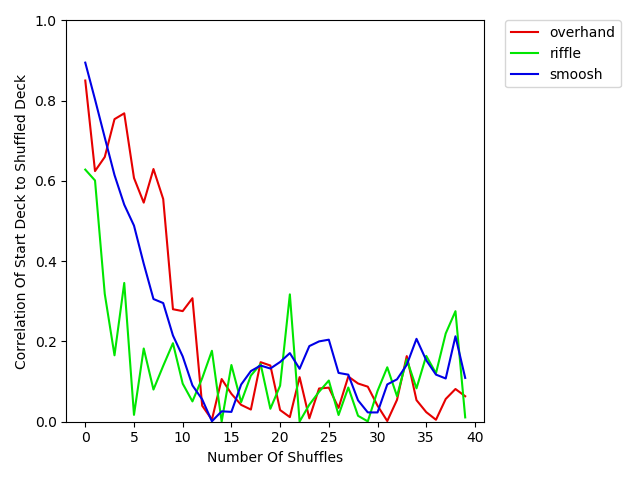 overhand
riffle
smoosh
Correlation Of Start Deck to Shuffled Deck
1.0
0.8
0.6
0.4
0.2
0.0
0 5 10 15 20 25 30 35 40
Number Of Shuffles